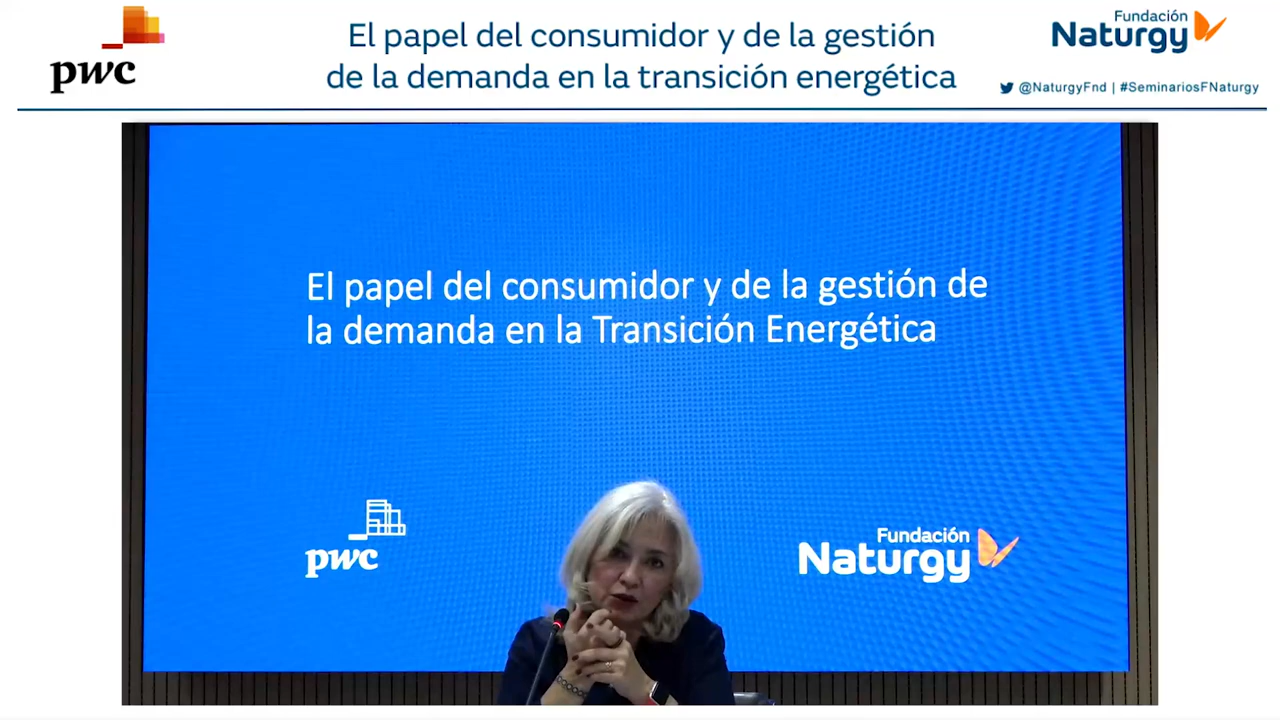 pwc
El papel del consumidor y de la gestión
de la demanda en la transición energética
Fundación
Naturgy
@NaturgyFnd | #SeminariosFNaturgy
El papel del consumidor y de la gestión de
la demanda en la Transición Energética
pwc
Fundación
Naturgy